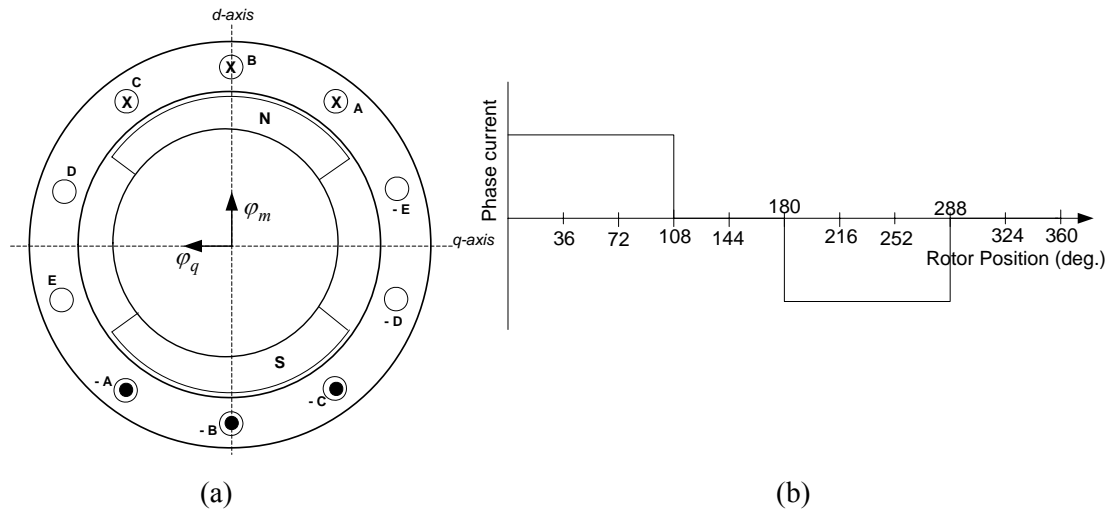 d-axis
B
C
X
X
X
A
N
D
- E
φm
q-axis
φq
E
- D
S
- A
- C
- B
(a)
Phase current
180
288
36
72
108
144
216
252
324
360
Rotor Position (deg.)
(b)